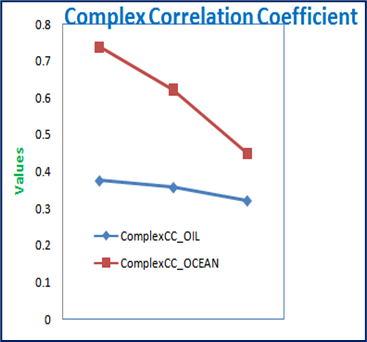 Complex Correlation Coefficient
0.8
0.7
0.6
0.5
0.4
0.3
0.2
0.1
0
Values
ComplexCC_OIL
ComplexCC_OCEAN